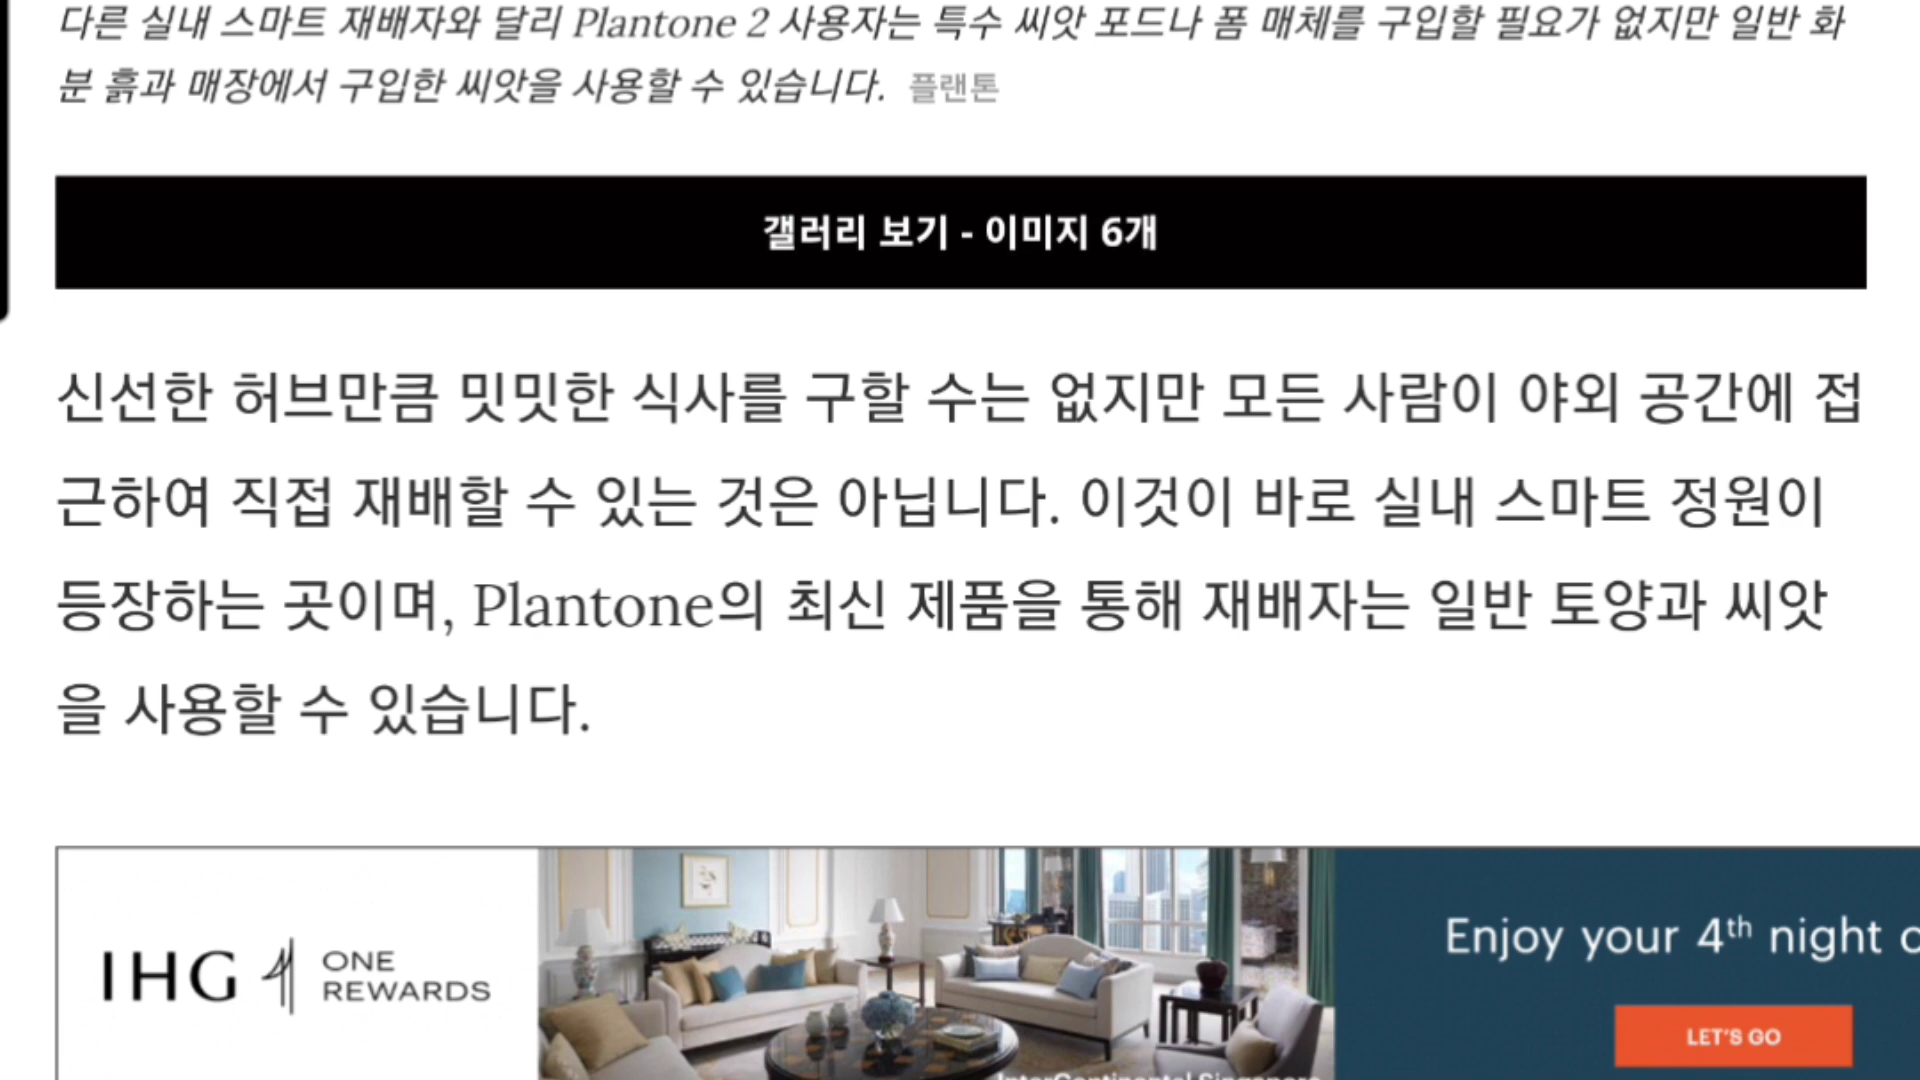 다른 실내 스마트 재배자와 달리 Plantone 2 사용자는 특수 씨앗 포드나 폼 매체를 구입할 필요가 없지만 일반 화
분 흙과 매장에서 구입한 씨앗을 사용할 수 있습니다. 플랜톤
갤러리 보기 - 이미지 6개
신선한 허브만큼 밋밋한 식사를 구할 수는 없지만 모든 사람이 야외 공간에 접
근하여 직접 재배할 수 있는 것은 아닙니다. 이것이 바로 실내 스마트 정원이
등장하는 곳이며, Plantone의 최신 제품을 통해 재배자는 일반 토양과 씨앗
을 사용할 수 있습니다.
IHG
ONE
REWARDS
Enjoy your 4th night
LET'S GO
InterContinental Singapore